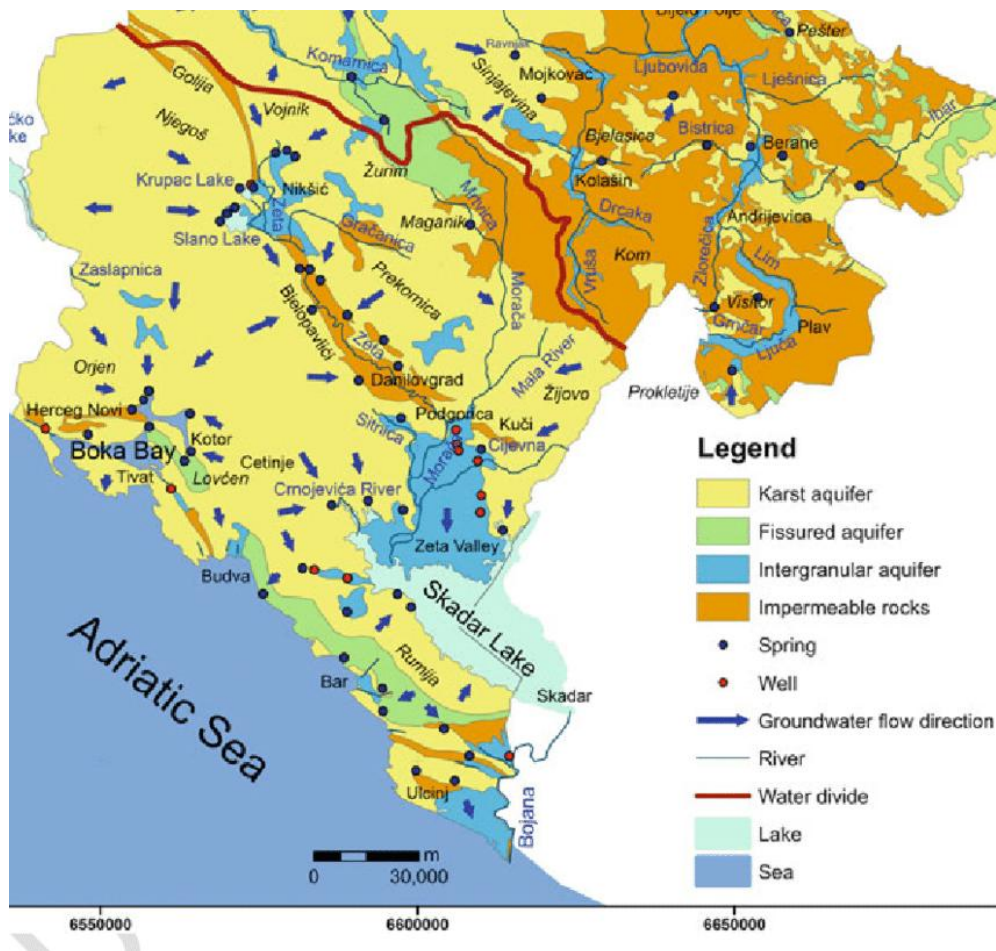 Bijelo Polje
Pešter
Komarnica
Ravnjak
Mojkovac
Ljubovida
Lješnica
Golija
Vojnik
Sinjajevina
Ibar
Njegoš
Bjelasica
Bistrica
Berane
Žurim
Krupac Lake
Nikšić
Kolašin
Mrvica
Zeta
Maganik
Drcaka
Andrijevica
Slano Lake
Gračanica
Kom
Zlorečica
Lim
Zaslapnica
Prekornica
Morača
Vrјuša
Visitor
Bjelopavlići
Grnčar
Plav
Zeta
Mala River
Ljuća
Orjen
Danilovgrad
Žijovo
Prokletije
Herceg Novi
Podgorica
Kuči
Sitnica
Boka Bay
Kotor
Morača
Cijevna
Legend
Tivat
Lovćen
Cetinje
Karst aquifer
Crnojevića River
Fissured aquifer
Zeta Valley
Intergranular aquifer
Budva
Impermeable rocks
Skadar Lake
Spring
Adriatic Sea
Rumija
Well
Bar
Skadar
Groundwater flow direction
River
Water divide
Ulcinj
Bojana
Lake
m
Sea
0 30,000
6550000 6600000 6650000